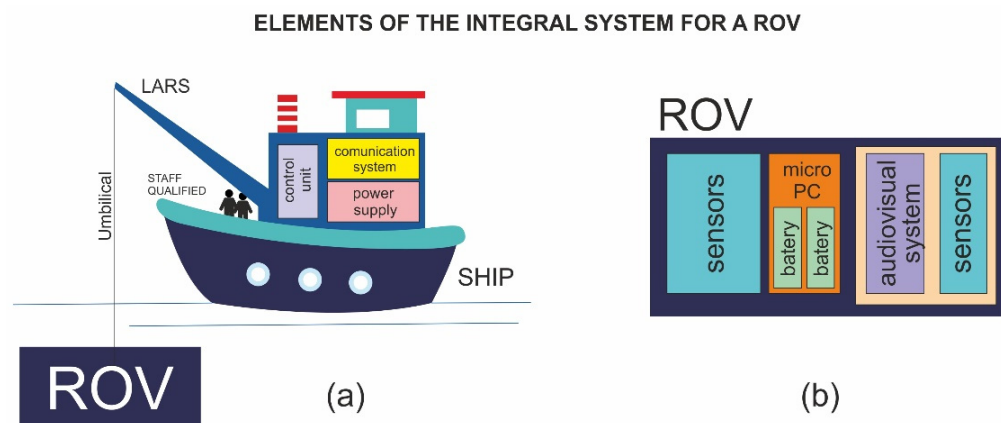 ELEMENTS OF THE INTEGRAL SYSTEM FOR A ROV
LARS
Umbilical
STAFF
QUALIFIED
control
unit
comunication
system
power
supply
SHIP
ROV
(a)
ROV
sensors
micro
PC
batery
batery
audiovisual
system
sensors
(b)